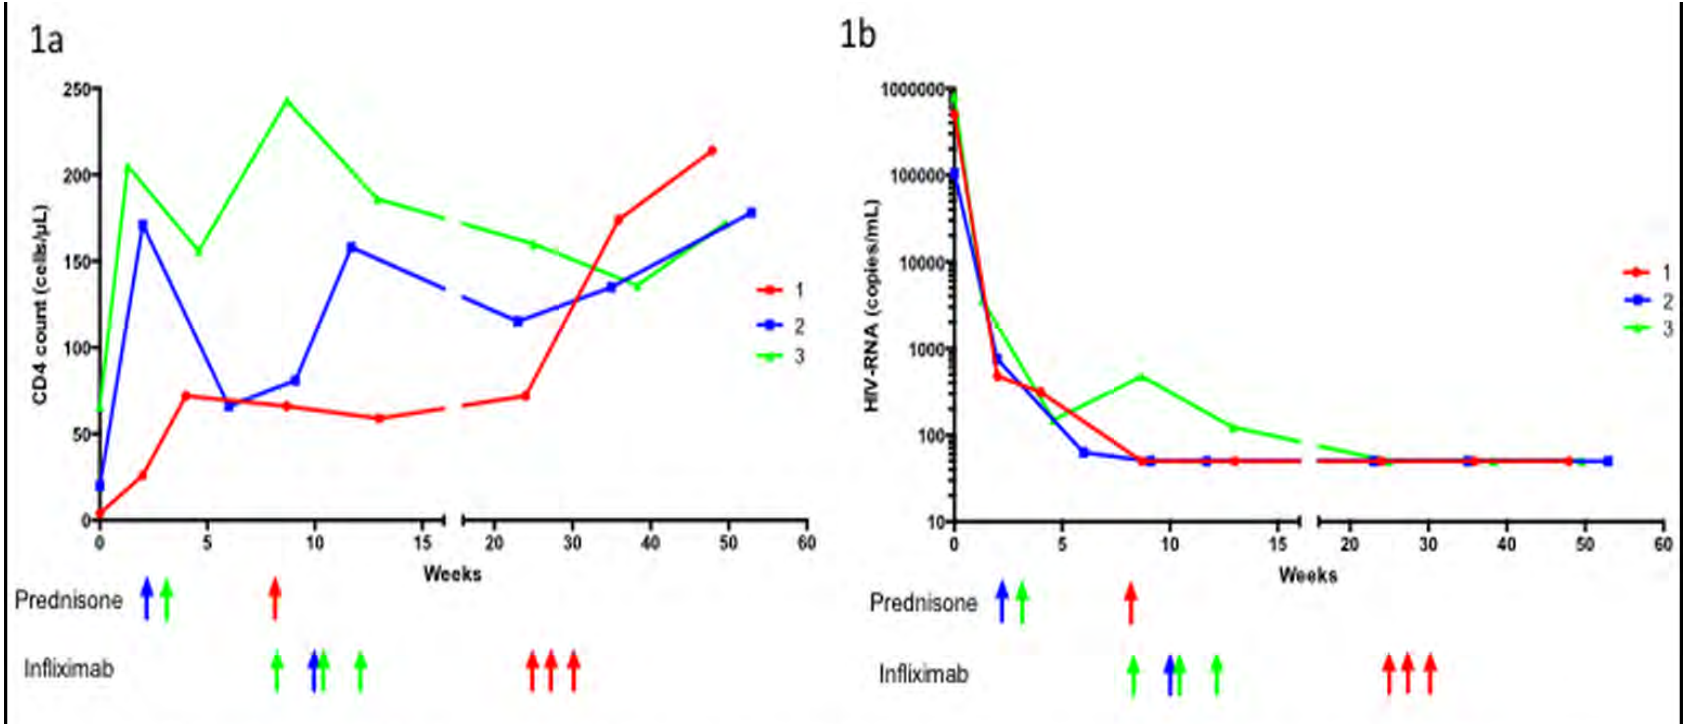 1a
CD4 count (cells/µL)
250
200
150
100
50
0
0 5 10 15 20 30 40 50 60
Weeks
1
2
3
Prednisone
Infliximab
1b
HIV-RNA (copies/mL)
1000000
100000
10000
1000
100
10
0 5 10 15 20 30 40 50 60
Weeks
1
2
3
Prednisone
Infliximab